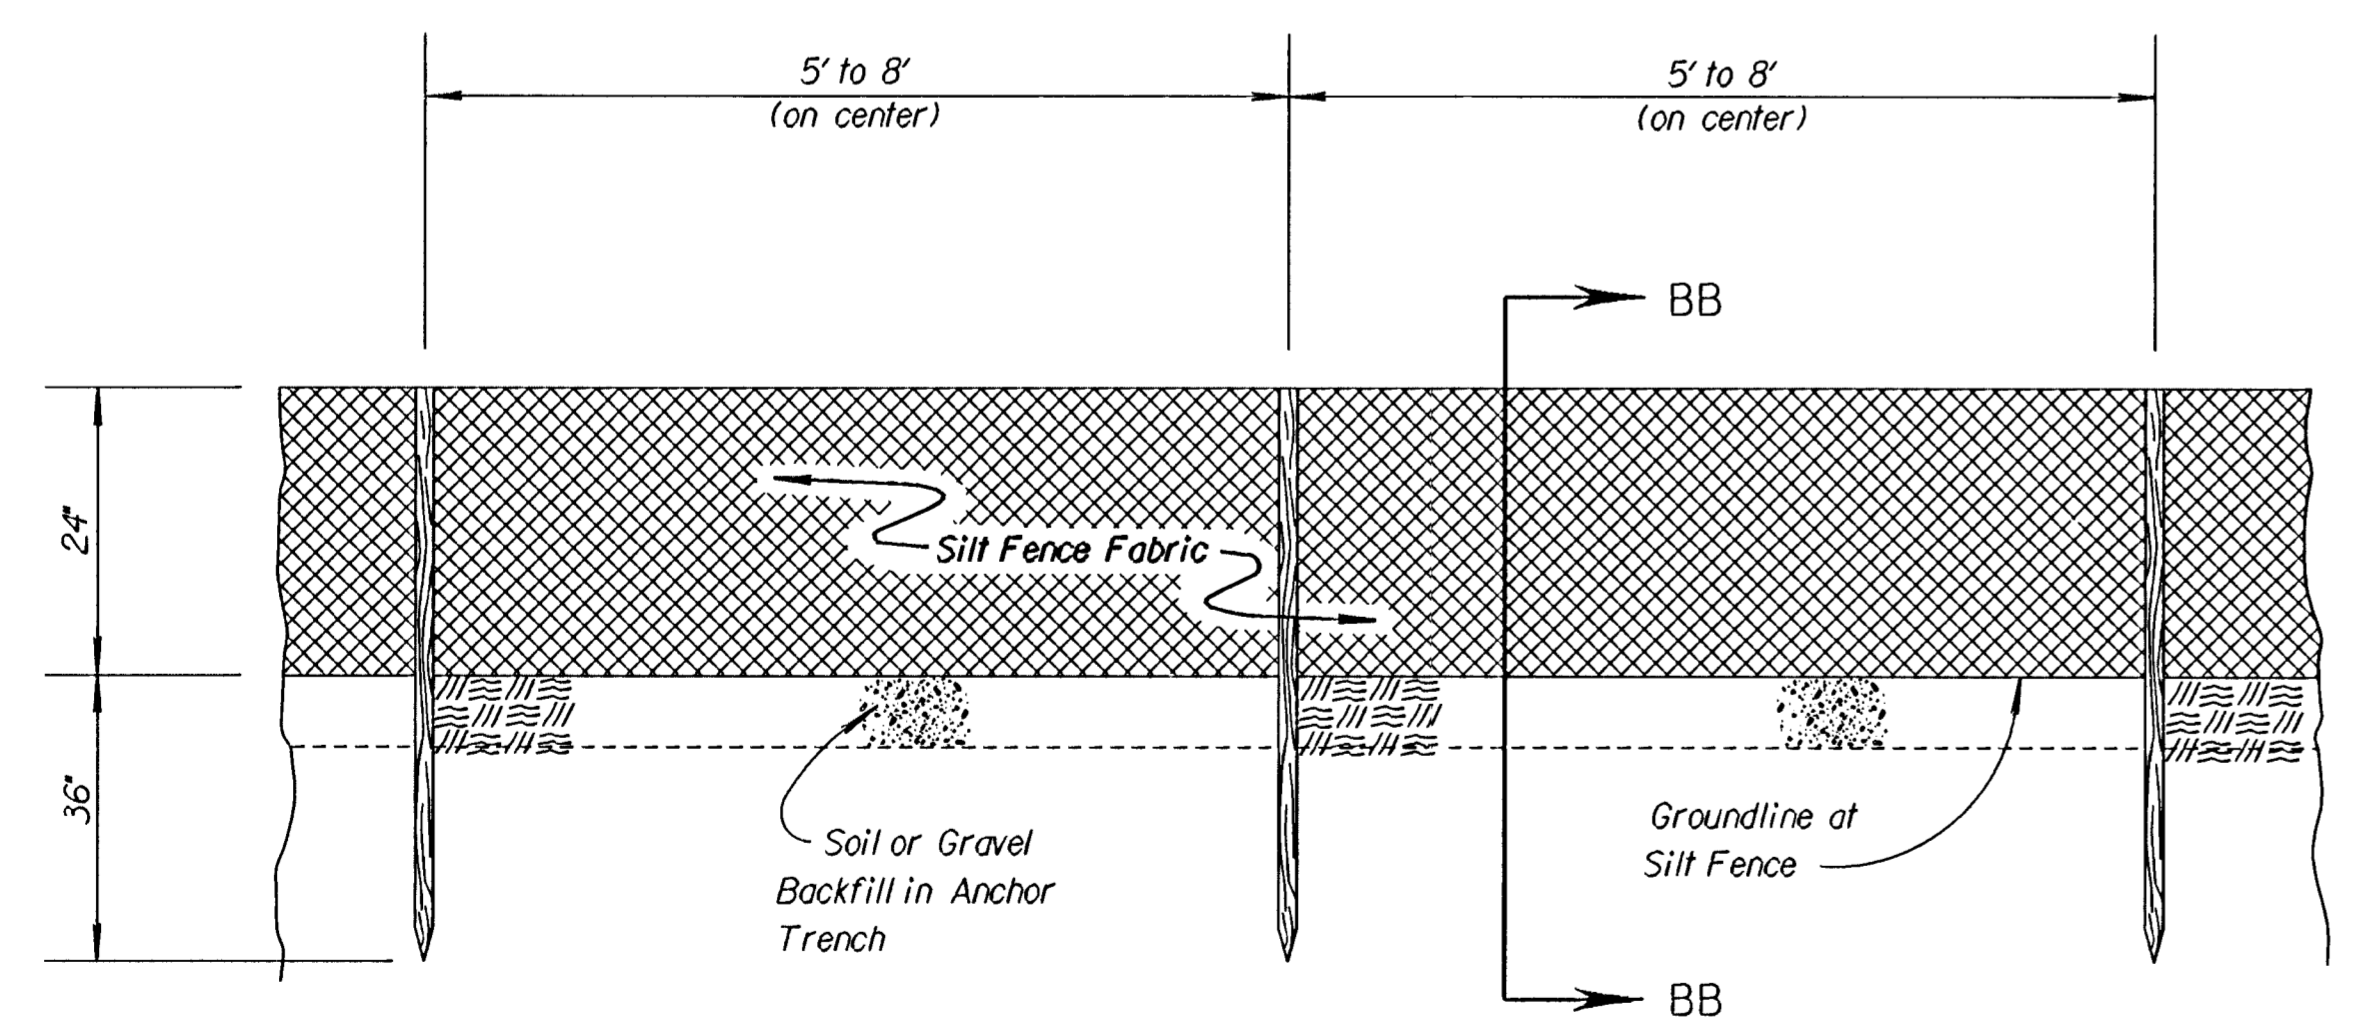 5' to 8'
(on center)
5' to 8'
(on center)
BB
24"
Silt Fence Fabric
36"
Soil or Gravel
Backfill in Anchor
Trench
Groundline at
Silt Fence
BB